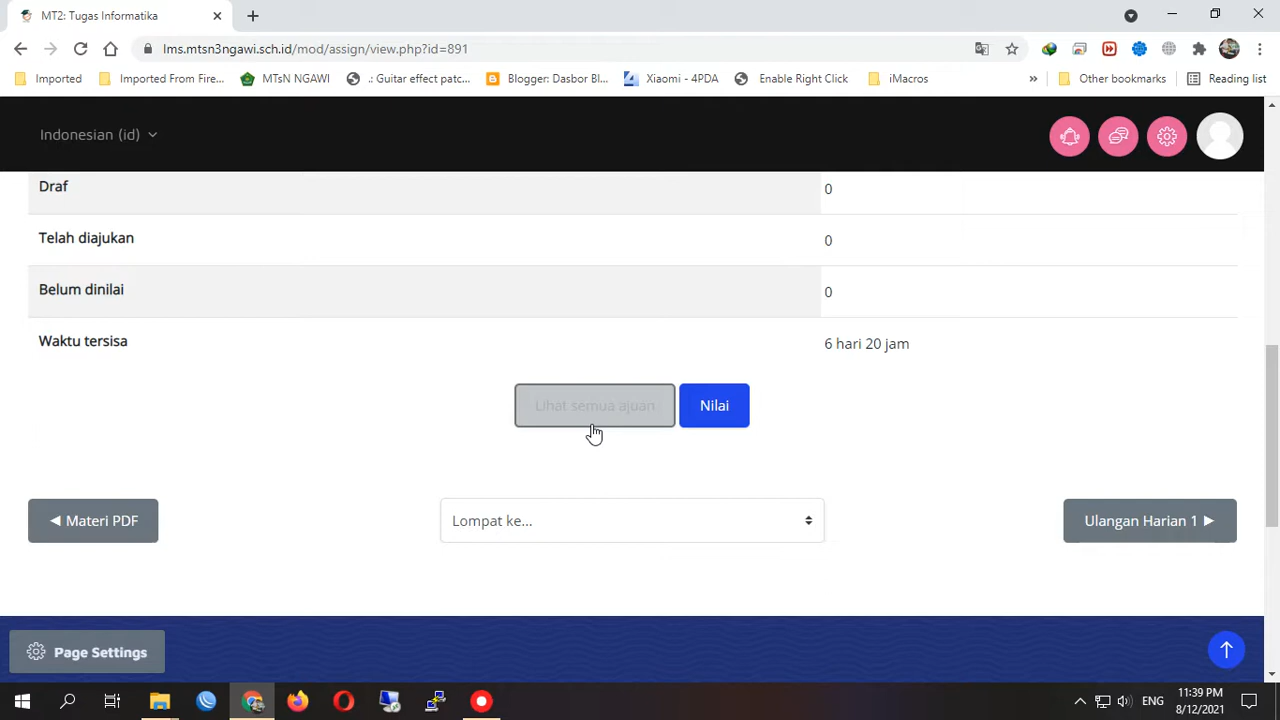 MT2: Tugas Informatika
lms.mtsn3ngawi.sch.id/mod/assign/view.php?id=891
Imported
Imported From Fire...
MTsN NGAWI
.: Guitar effect patc...
Blogger: Dasbor Bl...
Xiaomi - 4PDA
Enable Right Click
iMacros
»
Other bookmarks
Reading list
Indonesian (id)
Draf
0
Telah diajukan
0
Belum dinilai
0
Waktu tersisa
6 hari 20 jam
Lihat semua ajuan
Nilai
◀ Materi PDF
Lompat ke...
Ulangan Harian 1 ▶
Page Settings
ENG
11:39 PM
8/12/2021